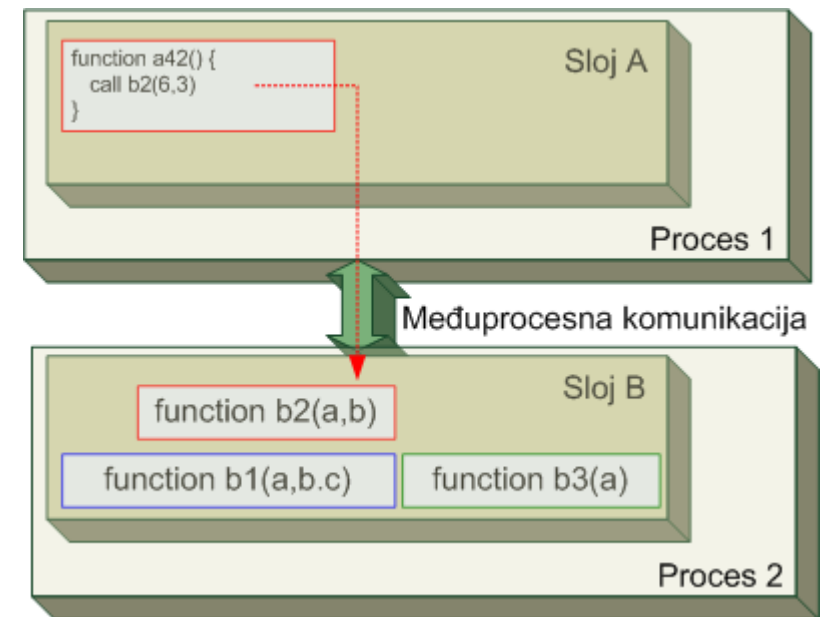 function a42() {
call b2(6,3)
}
Sloj A
Proces 1
Međuprocesna komunikacija
Sloj B
function b2(a,b)
function b1(a,b.c)
function b3(a)
Proces 2